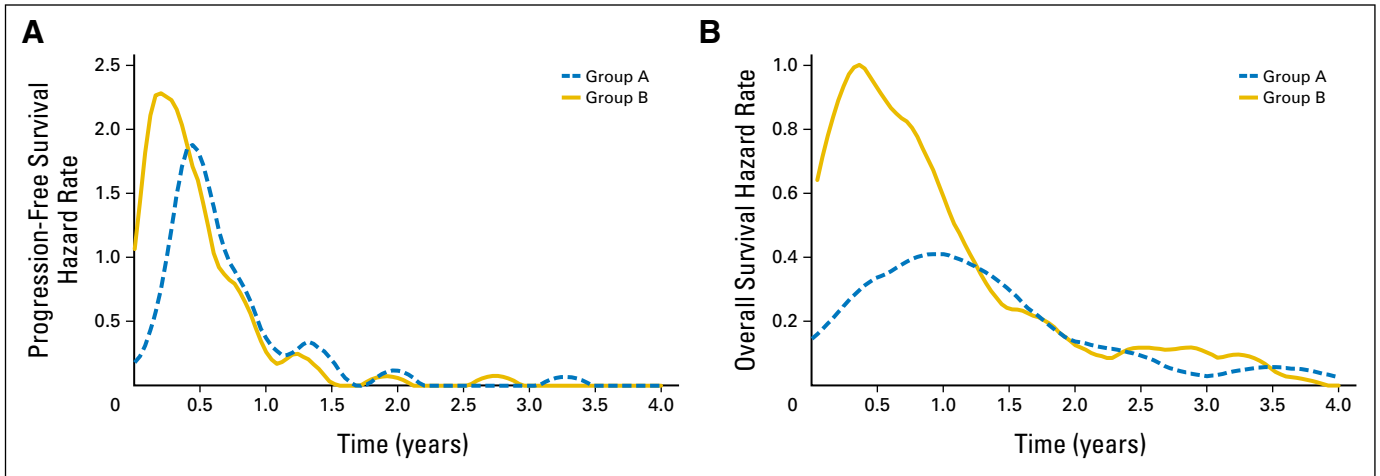 A
Progression-Free Survival
Hazard Rate
2.5
2.0
1.5
1.0
0.5
Group A
Group B
0 0.5 1.0 1.5 2.0 2.5 3.0 3.5 4.0
Time (years)
B
Overall Survival Hazard Rate
1.0
0.8
0.6
0.4
0.2
Group A
Group B
0 0.5 1.0 1.5 2.0 2.5 3.0 3.5 4.0
Time (years)